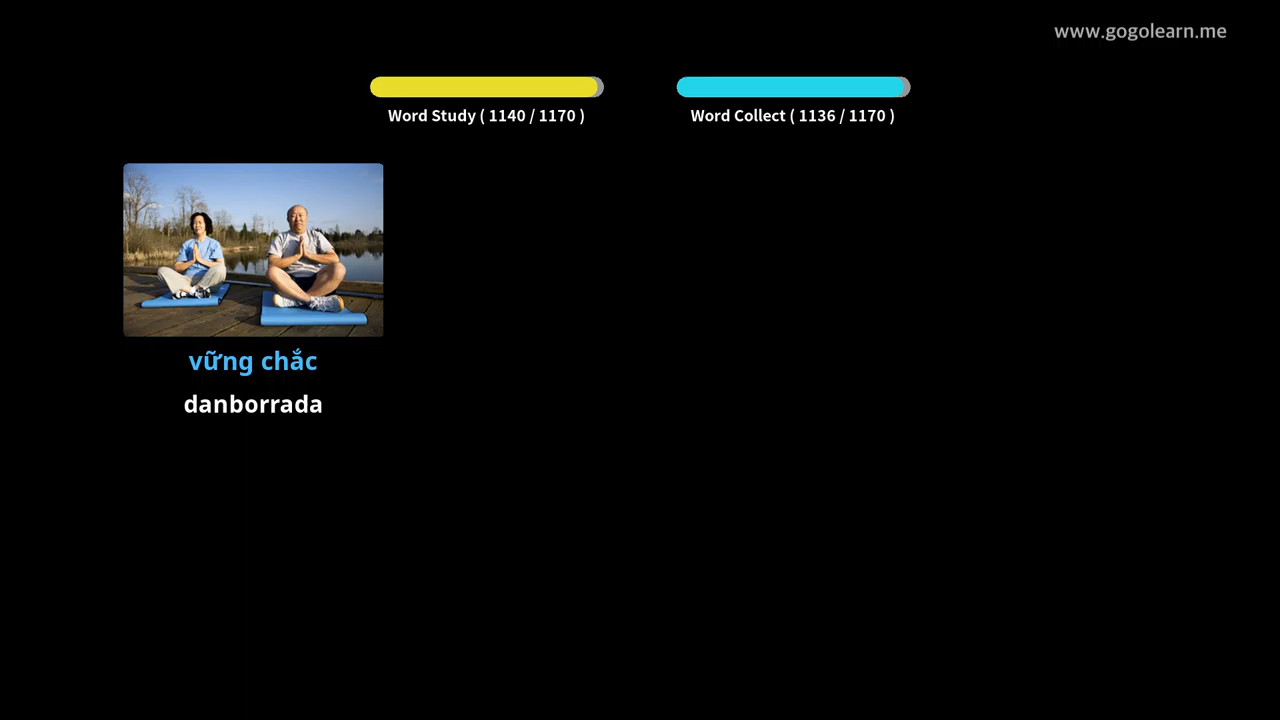 www.gogolearn.me
Word Study ( 1140 / 1170 )
Word Collect ( 1136 / 1170 )
vững chắc
danborrada